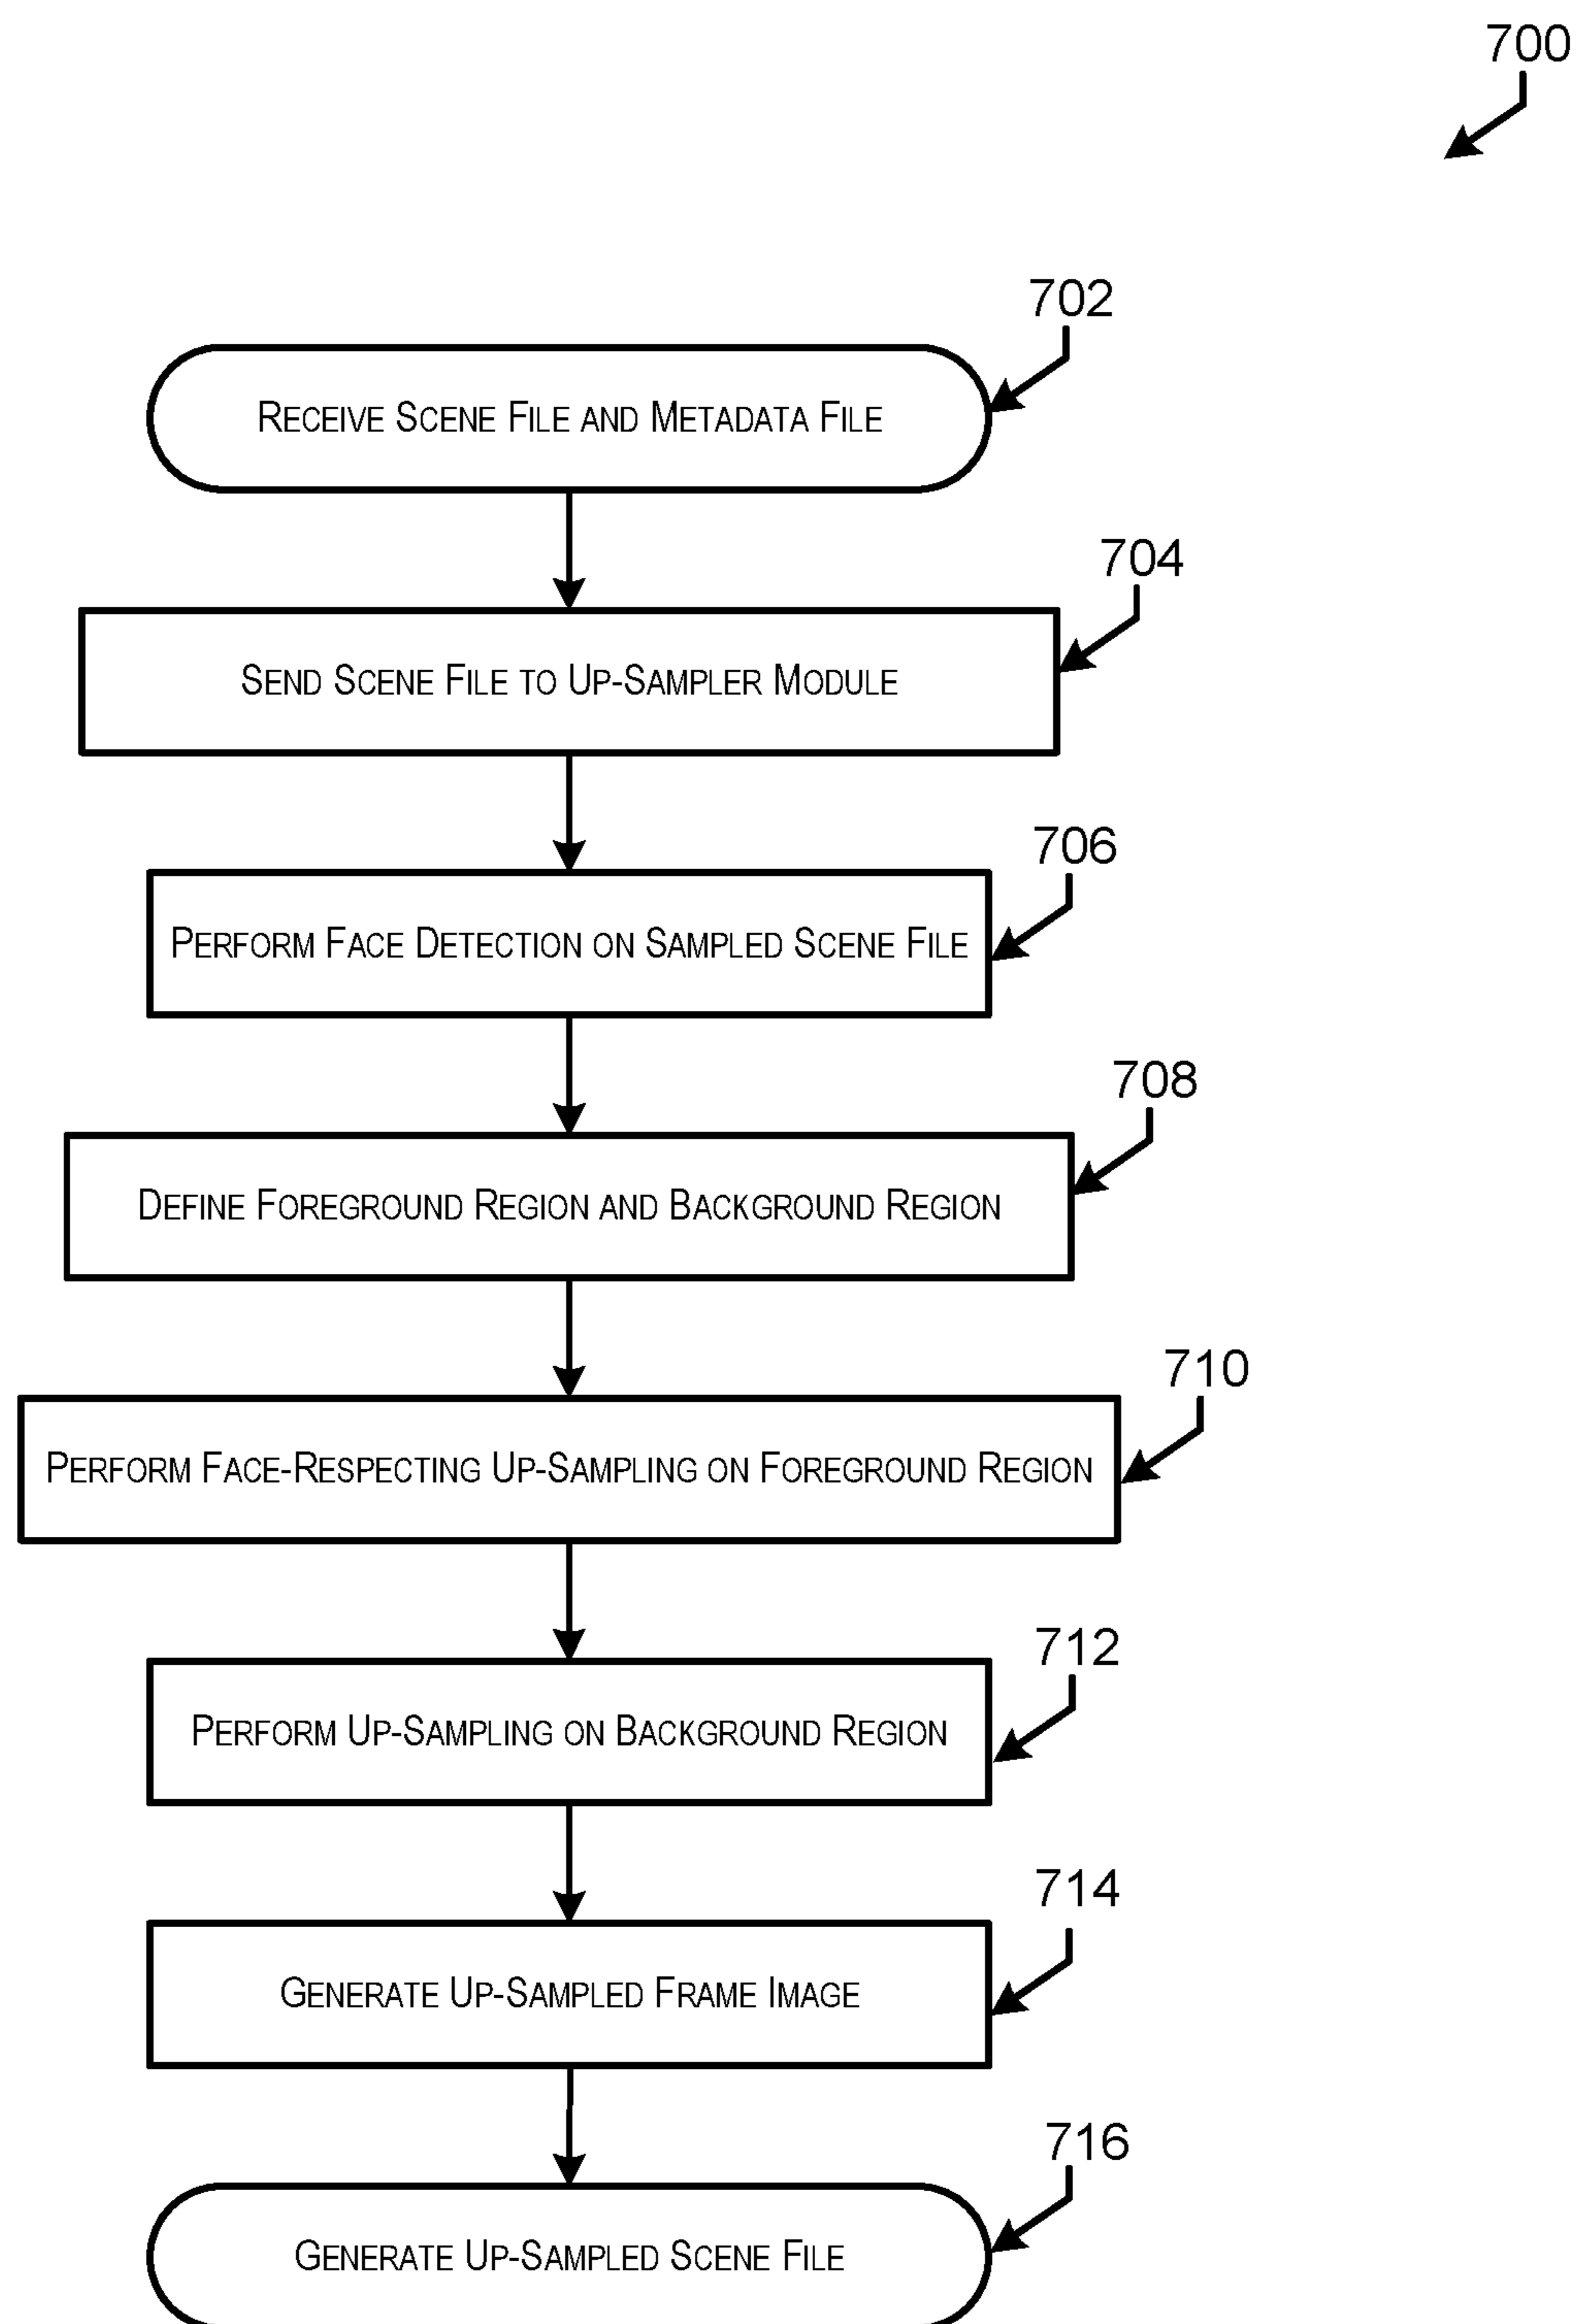 700
702
RECEIVE SCENE FILE AND METADATA FILE
704
SEND SCENE FILE TO UP-SAMPLER MODULE
706
PERFORM FACE DETECTION ON SAMPLED SCENE FILE
708
DEFINE FOREGROUND REGION AND BACKGROUND REGION
710
PERFORM FACE-RESPECTING UP-SAMPLING ON FOREGROUND REGION
712
PERFORM UP-SAMPLING ON BACKGROUND REGION
714
GENERATE UP-SAMPLED FRAME IMAGE
716
GENERATE UP-SAMPLED SCENE FILE